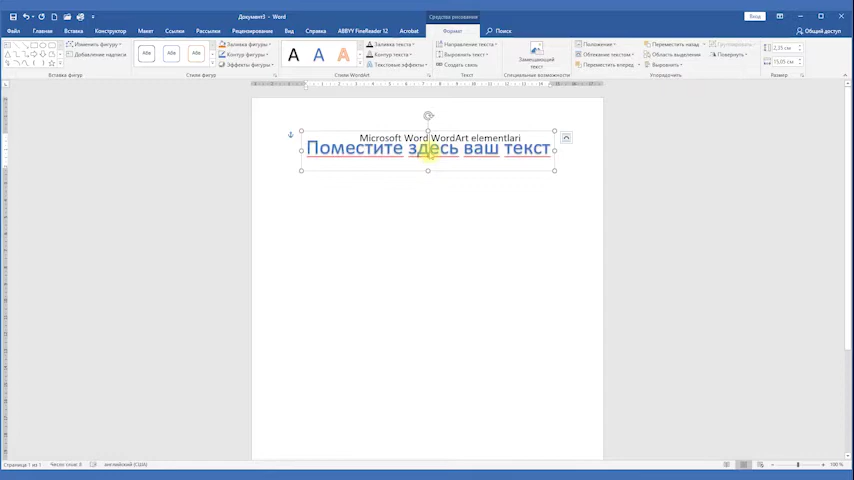 Документ3 - Word
Средства рисования
Вход
Файл Главная Вставка Конструктор Макет Ссылки Рассылки Рецензирование Вид Справка ABBYY FineReader 12 Acrobat Формат Поиск Общий доступ
Изменить фигуру
Добавление надписи
Вставка фигур
Абв Абв Абв
Заливка фигуры
Контур фигуры
Эффекты фигуры
Стили фигур
A A A
Заливка текста
Контур текста
Текстовые эффекты
Стили WordArt
Направление текста
Выровнять текст
Создать связь
Текст
Замещающий текст
Специальные возможности
Положение
Обтекание текстом
Переместить вперед
Переместить назад
Область выделения
Выровнять
Группировать
Повернуть
Упорядочить
2,35 см
15,05 см
Размер
Microsoft Word WordArt elementlari
Поместите здесь ваш текст
Страница 1 из 1 Число слов: 8 английский (США) 100 %